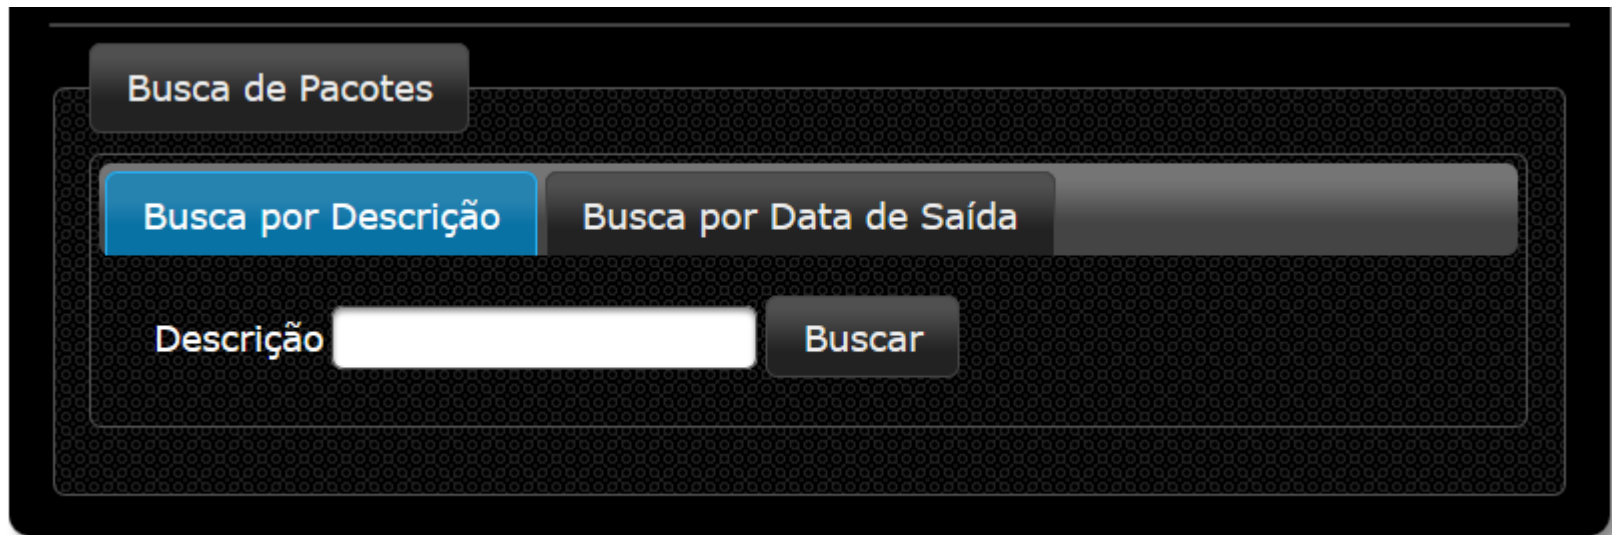 Busca de Pacotes
Busca por Descrição Busca por Data de Saída
Descrição Buscar